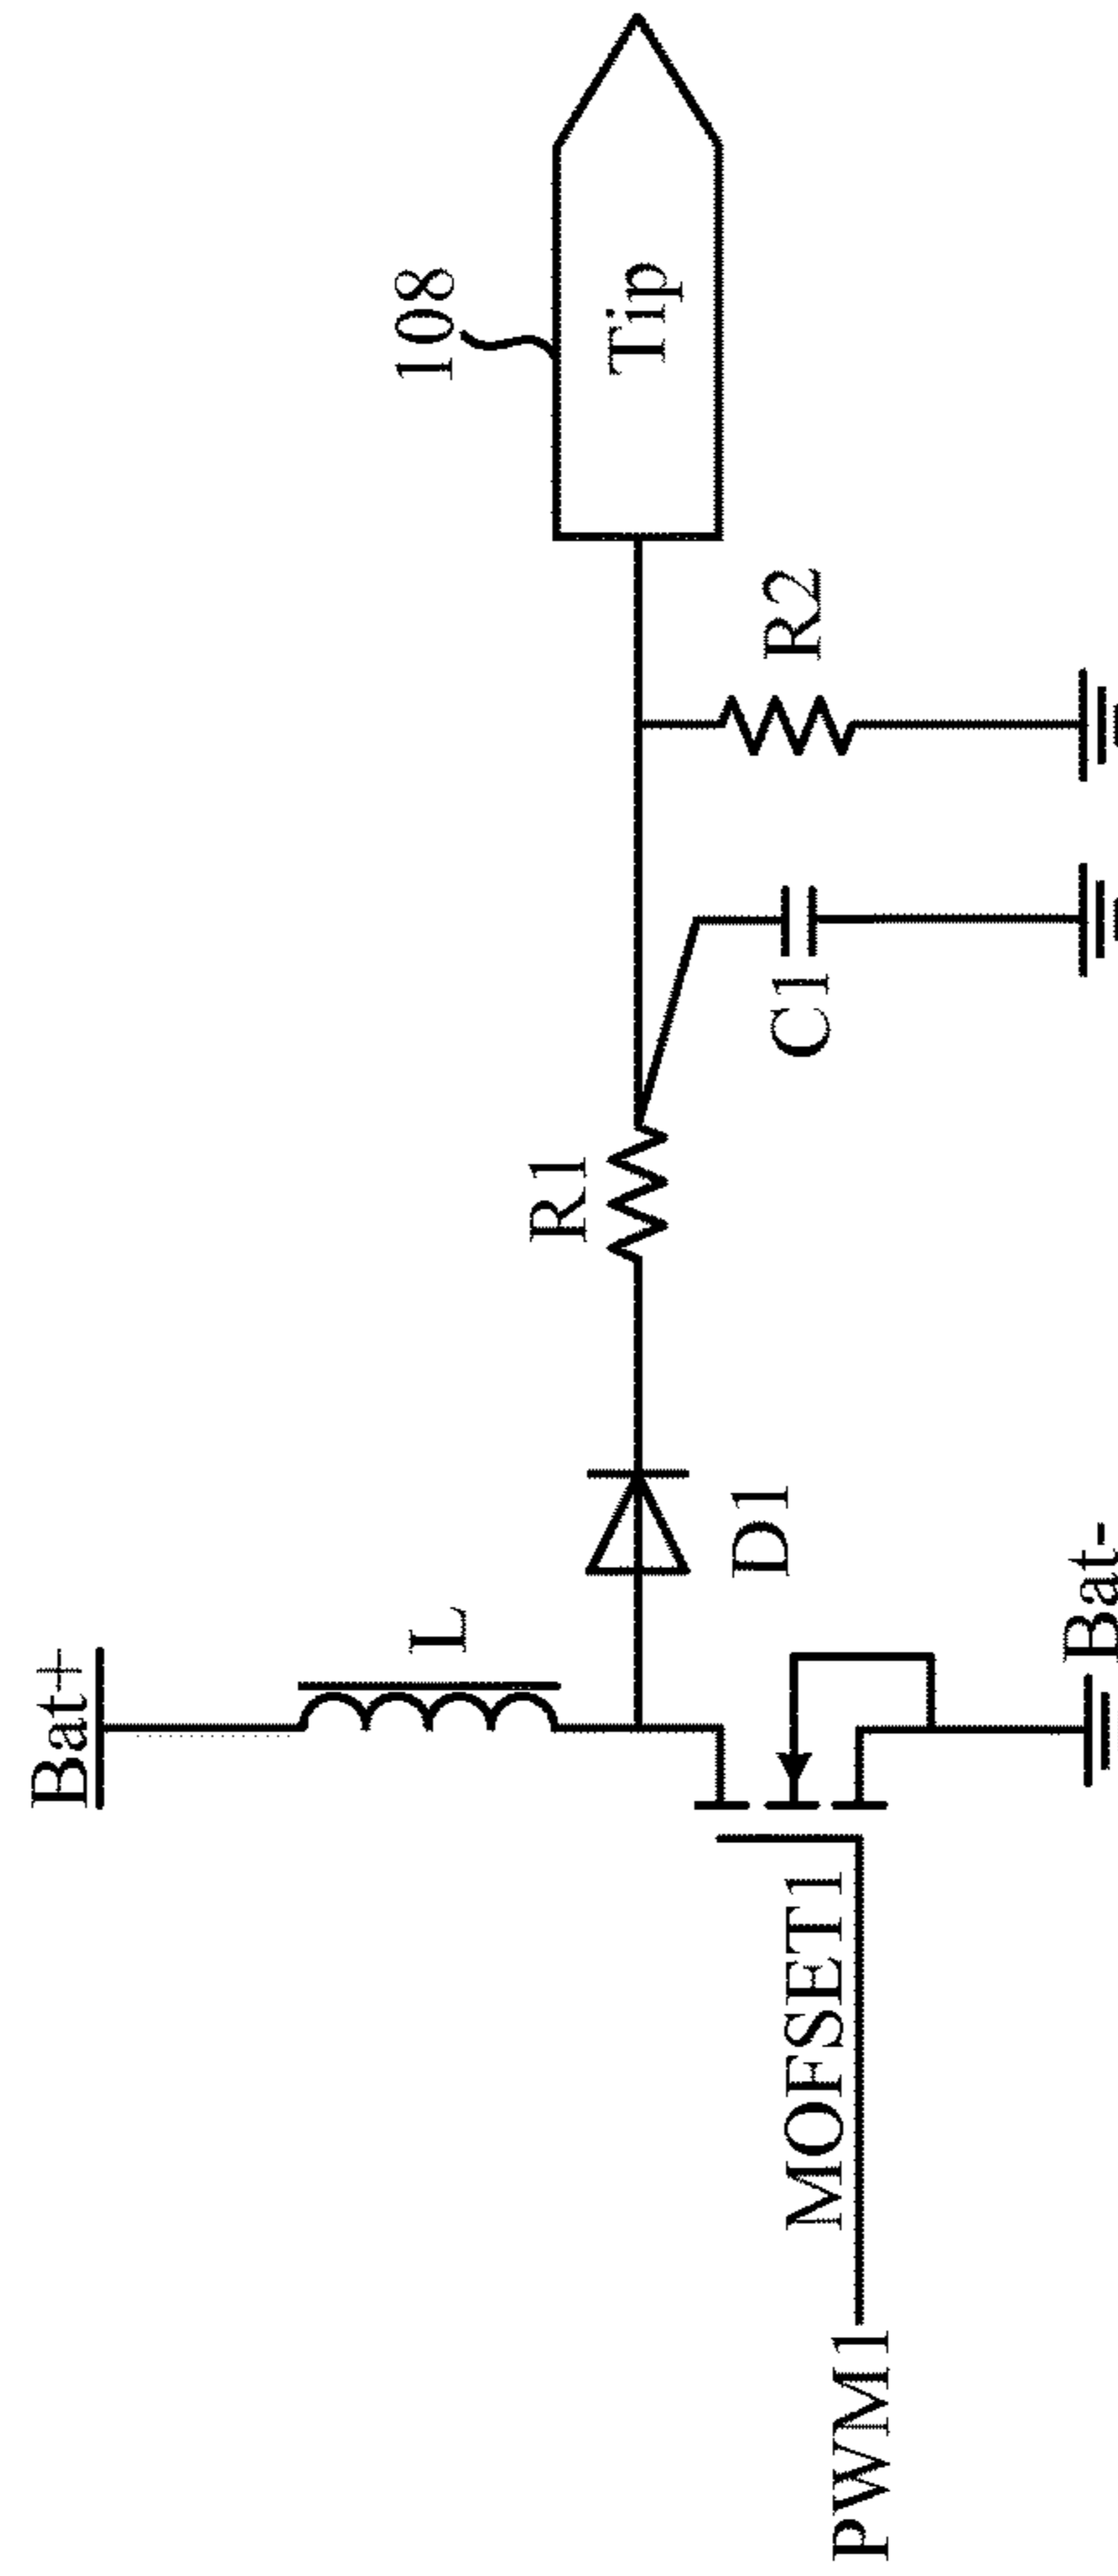 Bat+
L
108
Tip
R1
R2
C1
D1
MOFSET1
PWM1
Bat-